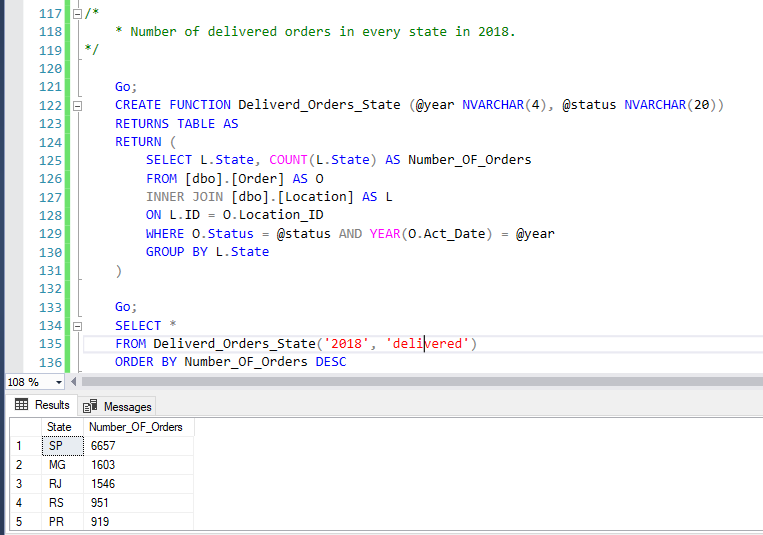 117 /*
118 * Number of delivered orders in every state in 2018.
119 */
120
121 Go;
122 CREATE FUNCTION Deliverd_Orders_State (@year NVARCHAR(4), @status NVARCHAR(20))
123 RETURNS TABLE AS
124 RETURN (
125 SELECT L.State, COUNT(L.State) AS Number_OF_Orders
126 FROM [dbo].[Order] AS O
127 INNER JOIN [dbo].[Location] AS L
128 ON L.ID = O.Location_ID
129 WHERE O.Status = @status AND YEAR(O.Act_Date) = @year
130 GROUP BY L.State
131 )
132
133 Go;
134 SELECT *
135 FROM Deliverd_Orders_State('2018', 'delivered')
136 ORDER BY Number_OF_Orders DESC
108 %
Results Messages
State Number_OF_Orders
1 SP 6657
2 MG 1603
3 RJ 1546
4 RS 951
5 PR 919